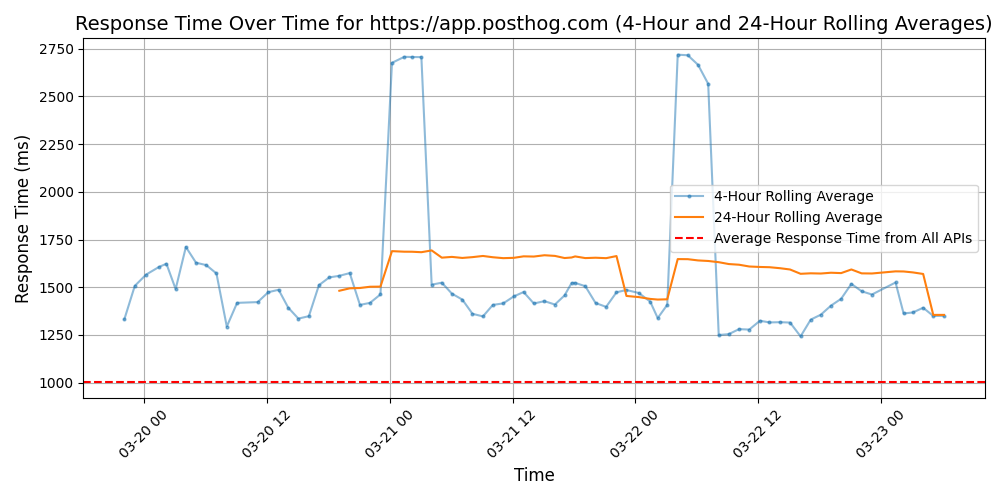 Response Time Over Time for https://app.posthog.com (4-Hour and 24-Hour Rolling Averages)
Response Time (ms)
2750
2500
2250
2000
1750
1500
1250
1000
4-Hour Rolling Average
24-Hour Rolling Average
Average Response Time from All APIs
03-20 00
03-20 12
03-21 00
03-21 12
03-22 00
03-22 12
03-23 00
Time